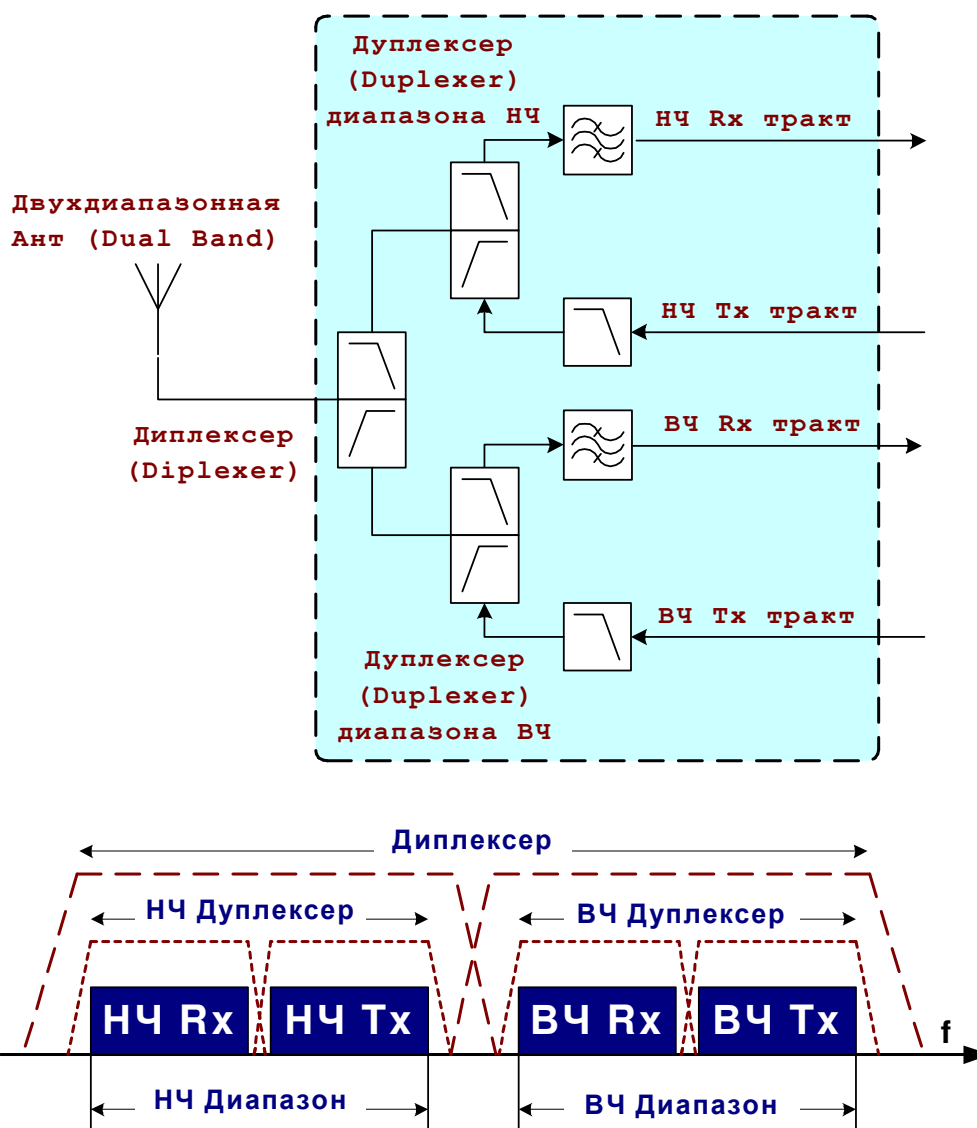 Дуплексер
(Duplexer)
диапазона НЧ
НЧ Rx тракт
Двухдиапазонная
Ант (Dual Band)
НЧ Тх тракт
Диплексер
(Diplexer)
ВЧ Rx тракт
ВЧ Тх тракт
Дуплексер
(Duplexer)
диапазона ВЧ
Диплексер
НЧ Дуплексер
ВЧ Дуплексер
НЧ Rx
НЧ Tx
ВЧ Rx
ВЧ Tx
f
НЧ Диапазон
ВЧ Диапазон